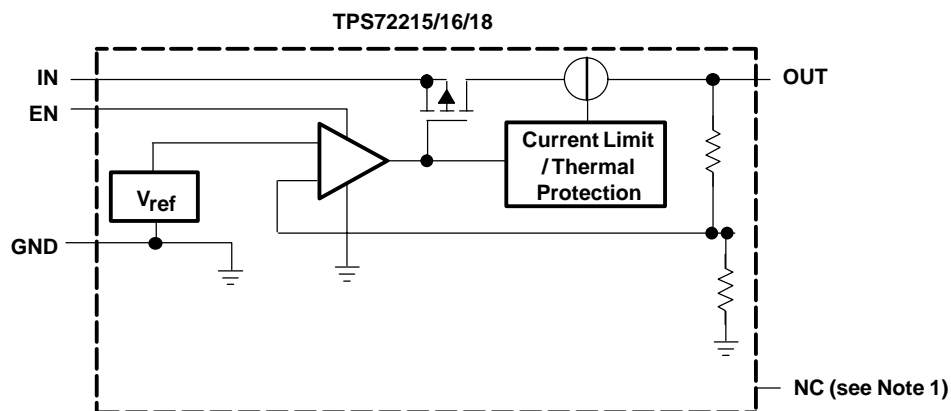 TPS72215/16/18
IN
OUT
EN
Current Limit
/ Thermal
Protection
Vref
GND
NC (see Note 1)